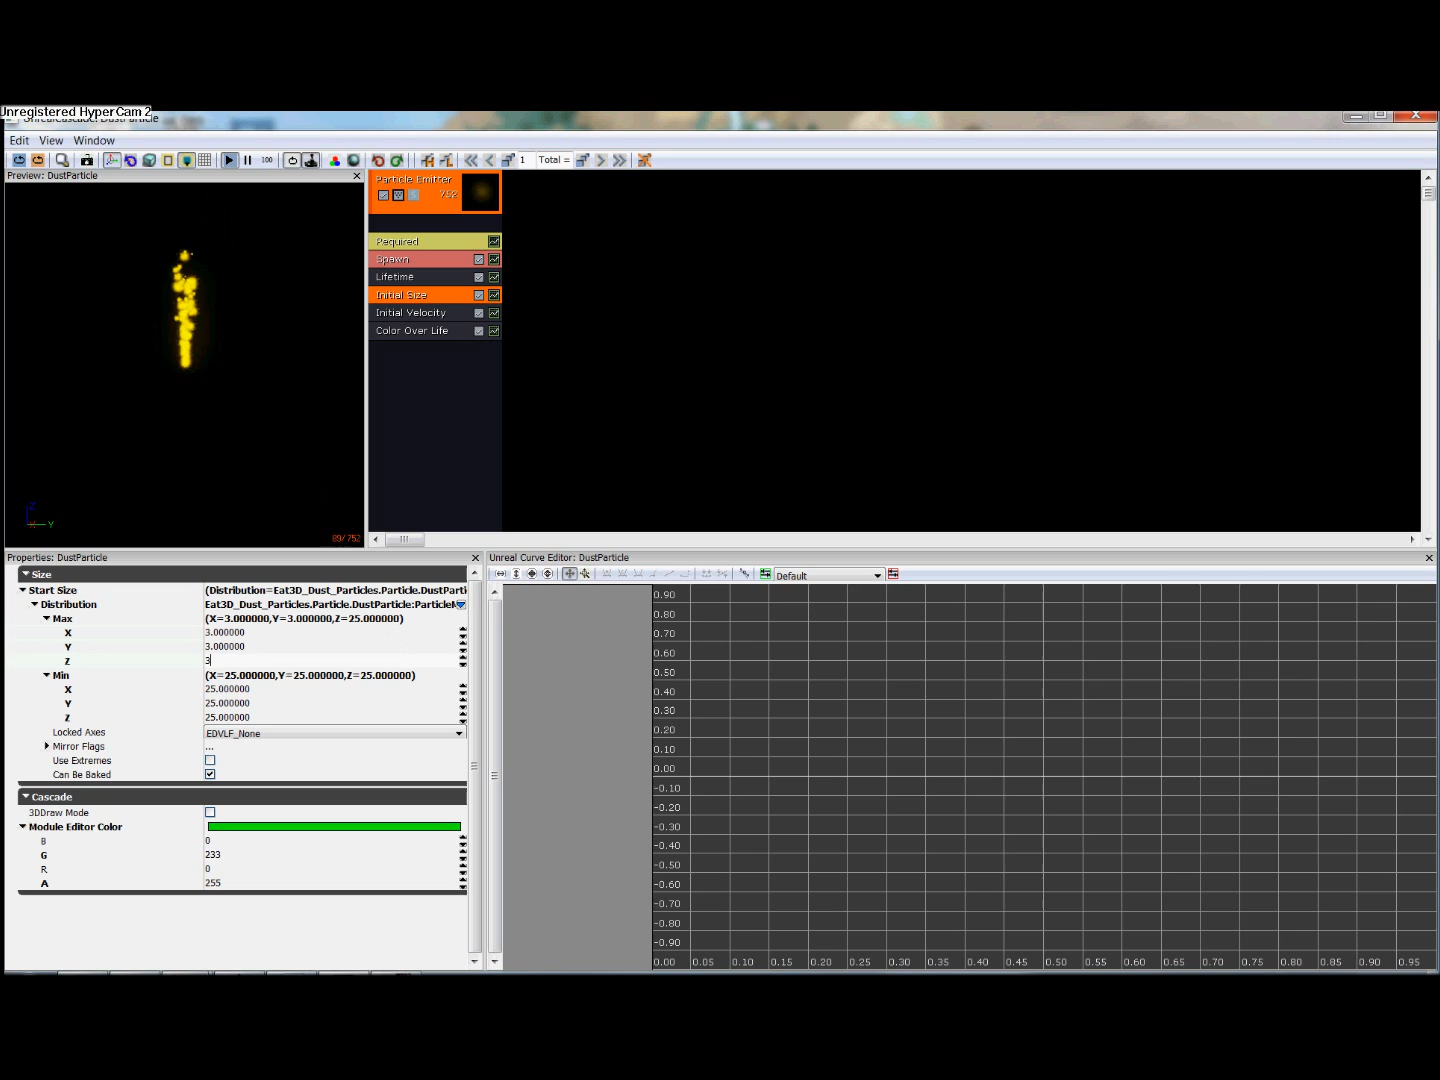 Unregistered HyperCam 2
UnrealCascade: DustParticle
Edit View Window
100
1 Total =
Preview: DustParticle
Particle Emitter
752
Required
Spawn
Lifetime
Initial Size
Initial Velocity
Color Over Life
Z
X Y
89/752
Properties: DustParticle
Size
Start Size (Distribution=Eat3D_Dust_Particles.Particle.DustParti
Distribution Eat3D_Dust_Particles.Particle.DustParticle:Particle
Max (X=3.000000,Y=3.000000,Z=25.000000)
X 3.000000
Y 3.000000
Z 3
Min (X=25.000000,Y=25.000000,Z=25.000000)
X 25.000000
Y 25.000000
Z 25.000000
Locked Axes EDVLF_None
Mirror Flags ...
Use Extremes
Can Be Baked
Cascade
3DDraw Mode
Module Editor Color
B 0
G 233
R 0
A 255
Unreal Curve Editor: DustParticle
Default
0.90
0.80
0.70
0.60
0.50
0.40
0.30
0.20
0.10
0.00
-0.10
-0.20
-0.30
-0.40
-0.50
-0.60
-0.70
-0.80
-0.90
0.00 0.05 0.10 0.15 0.20 0.25 0.30 0.35 0.40 0.45 0.50 0.55 0.60 0.65 0.70 0.75 0.80 0.85 0.90 0.95